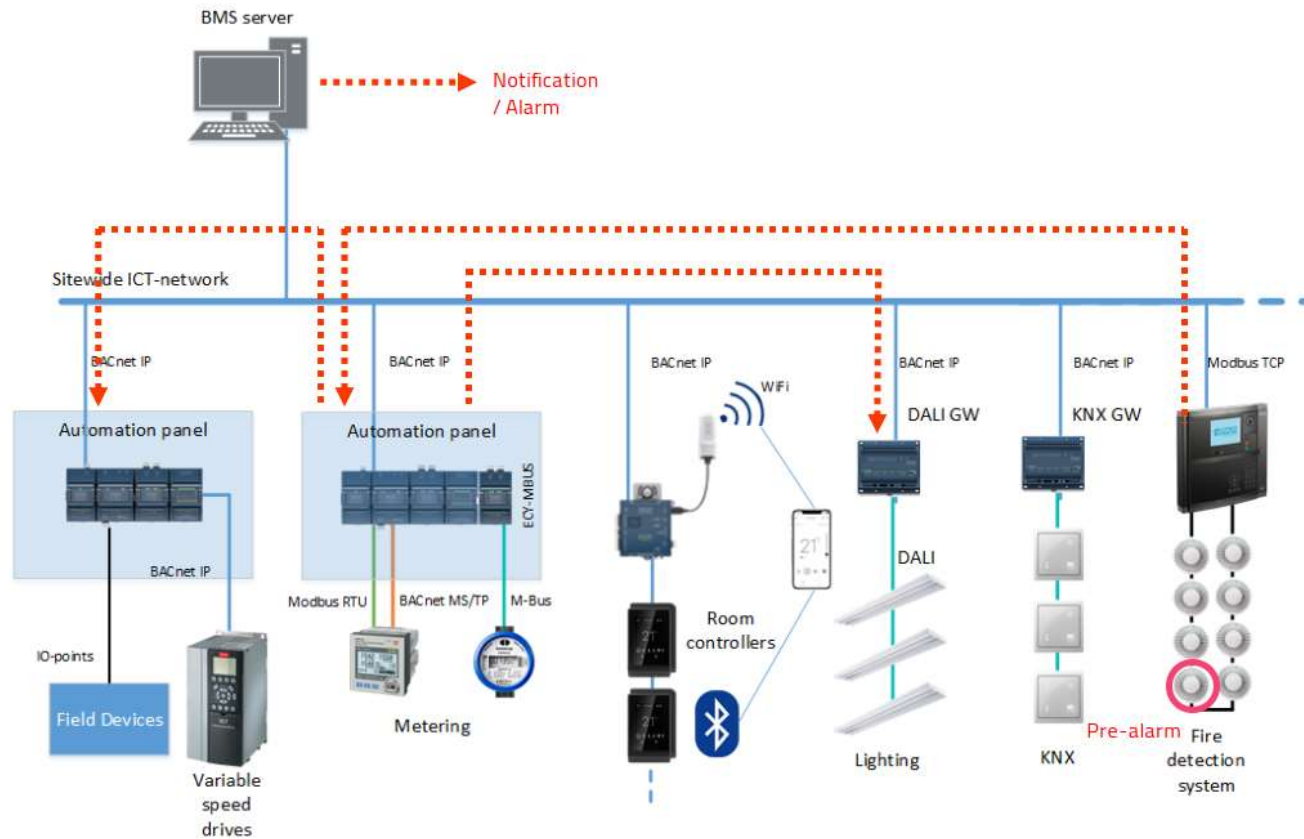 BMS server
Notification
/ Alarm
Sitewide ICT-network
BACnet IP
BACnet IP
BACnet IP
BACnet IP
BACnet IP
Modbus TCP
WiFi
DALI GW
KNX GW
Automation panel
Automation panel
ECY-MBUS
BACnet IP
Modbus RTU
BACnet MS/TP
M-Bus
DALI
IO-points
Room
controllers
21°
21°
21°
Field Devices
Metering
Lighting
KNX
Pre-alarm
Fire
detection
system
Variable
speed
drives